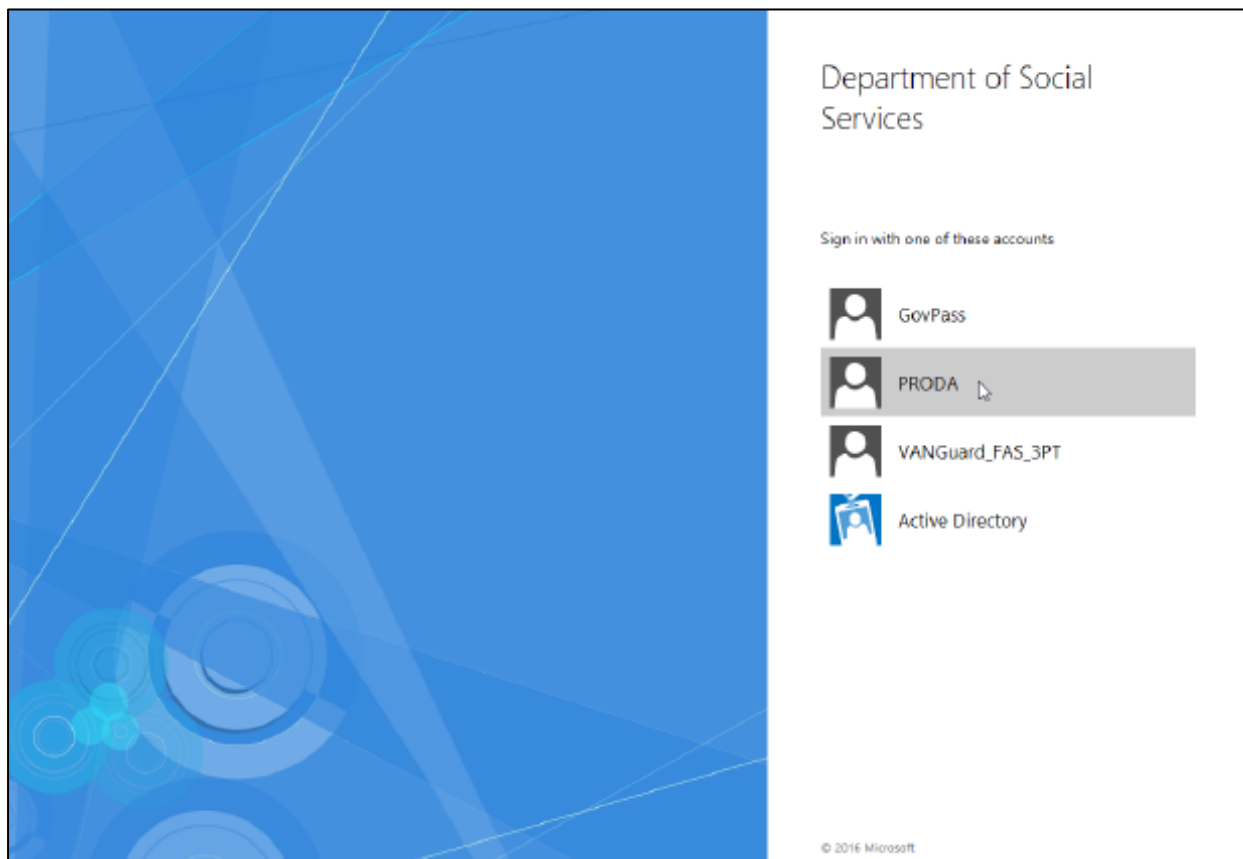 Department of Social
Services
Sign in with one of these accounts
GovPass
PRODA
VANGuard_FAS_3PT
Active Directory
© 2016 Microsoft